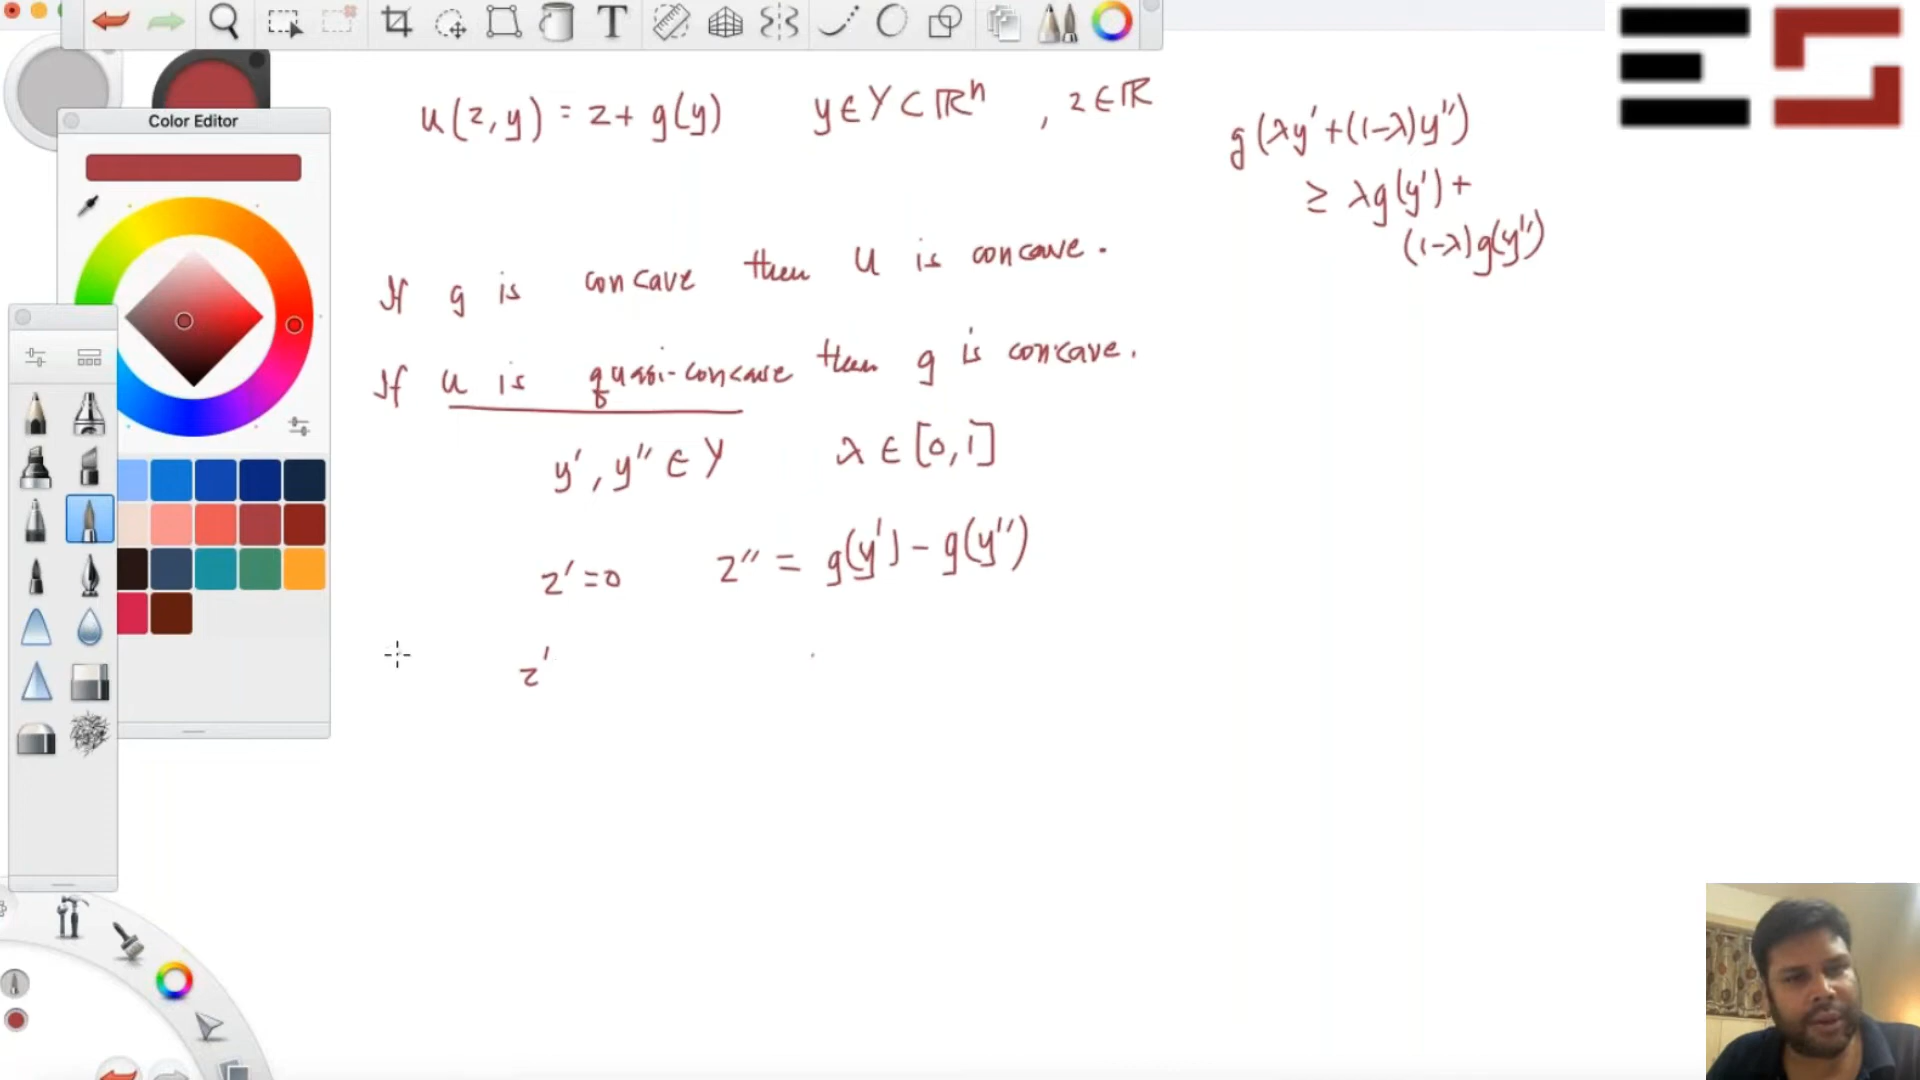 Color Editor
u(z,y) = z + g(y) y ∈ Y ⊂ ℝⁿ , z ∈ ℝ
g(λy' + (1-λ)y'')
≥ λg(y') +
(1-λ)g(y'')
If g is concave then u is concave.
If u is quasi-concave then g is concave.
y', y'' ∈ Y λ ∈ [0,1]
z' = 0 z'' = g(y') - g(y'')
z'
ES